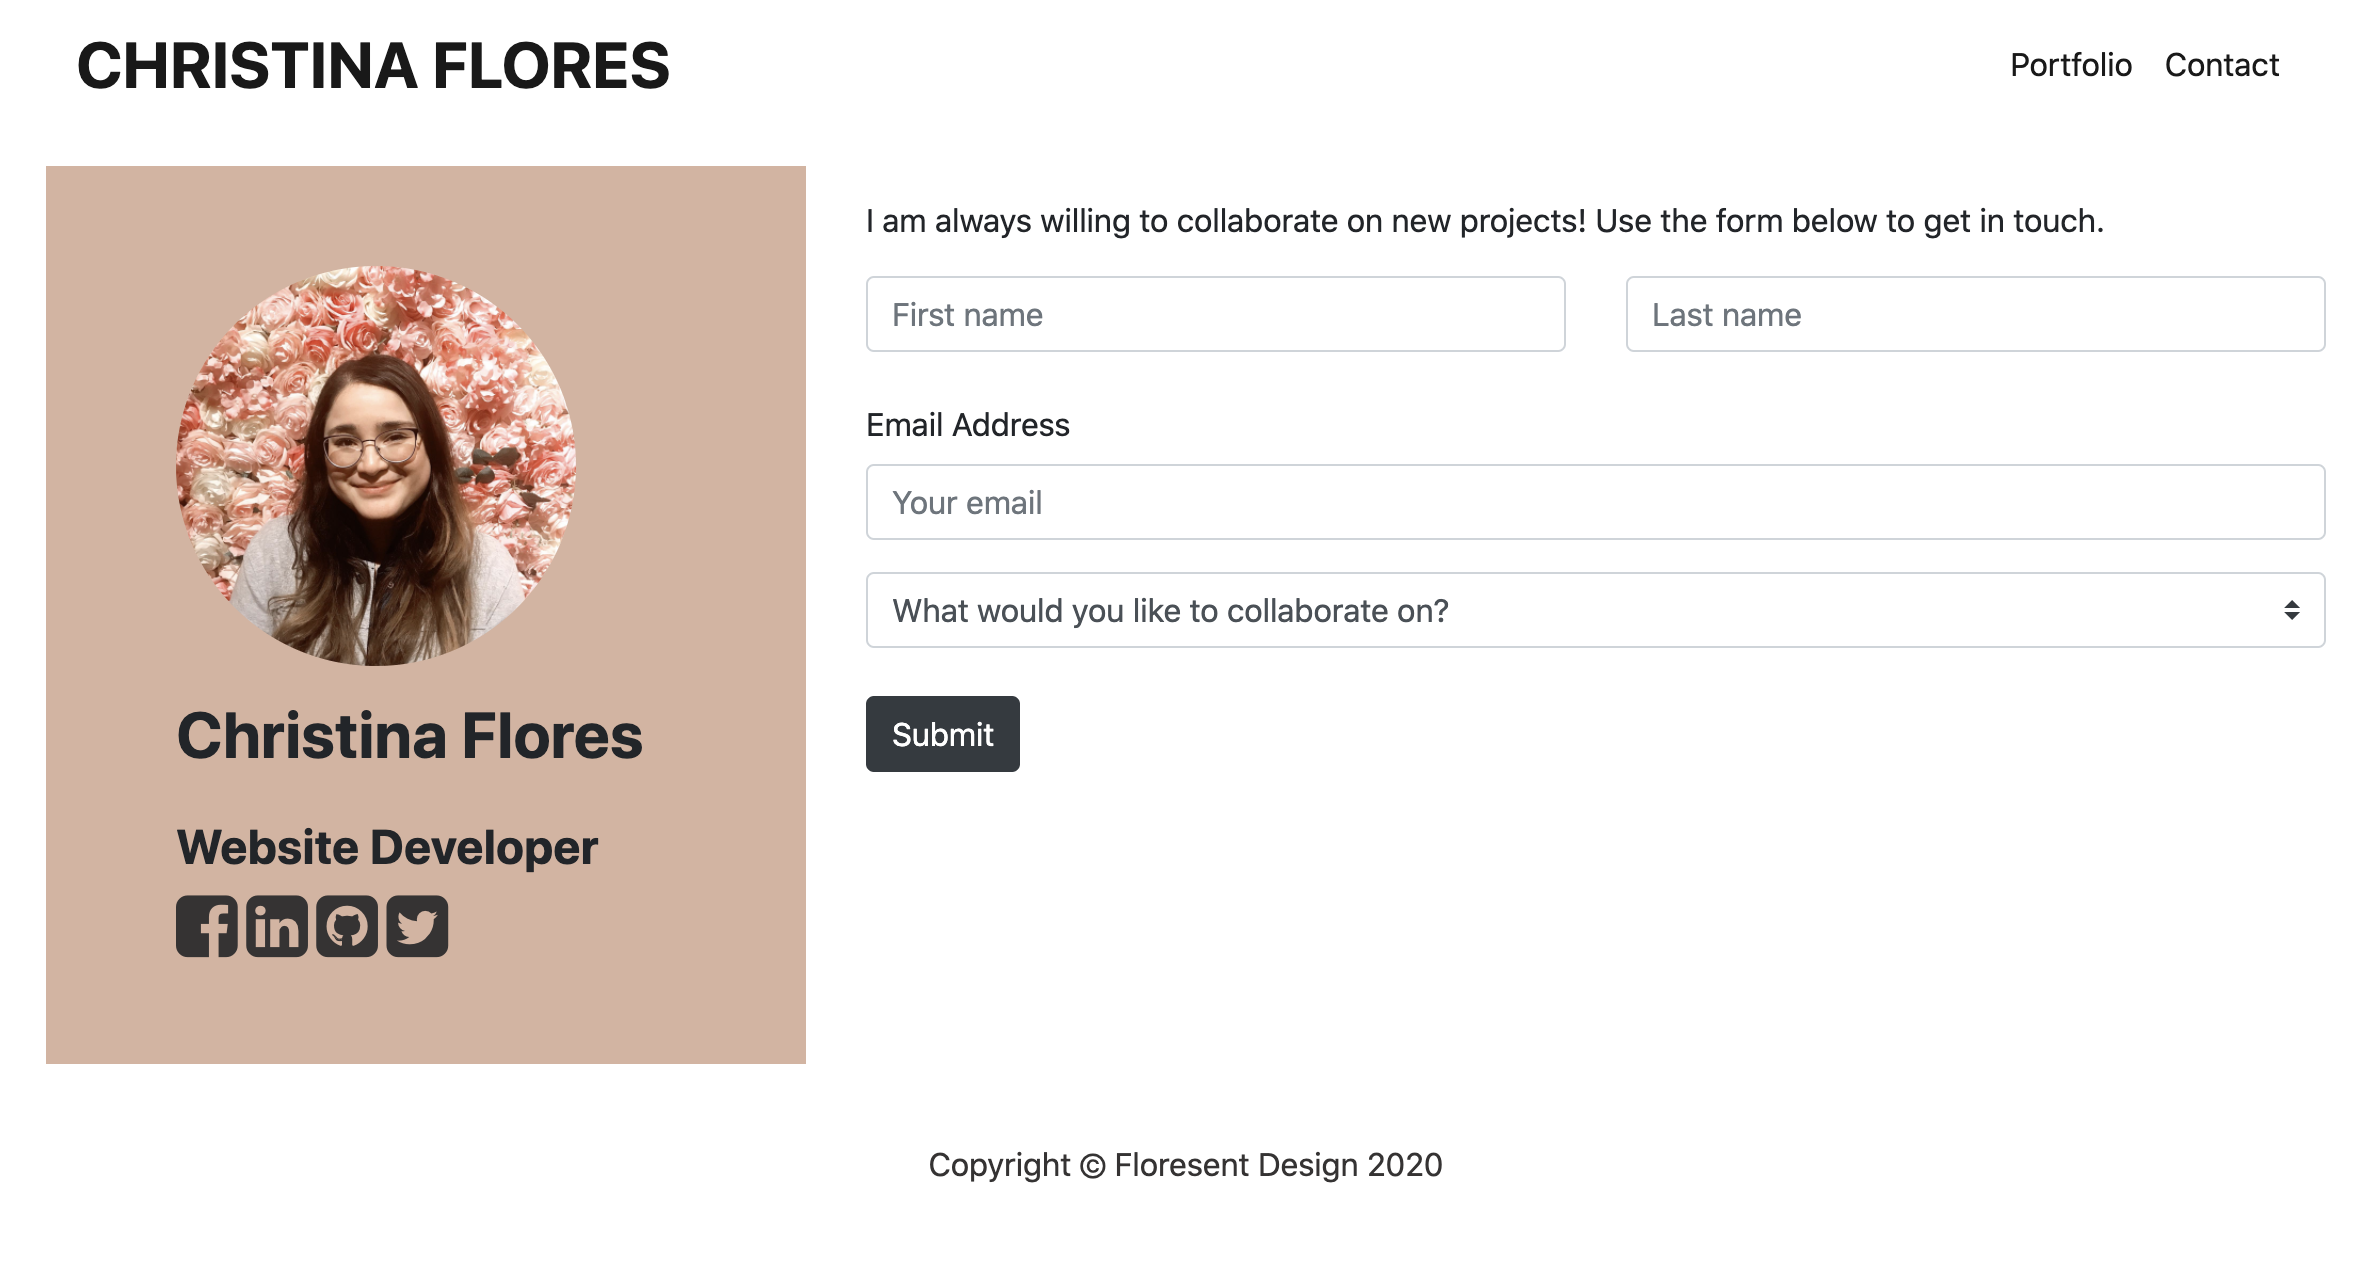 CHRISTINA FLORES
Portfolio Contact
I am always willing to collaborate on new projects! Use the form below to get in touch.
First name
Last name
Email Address
Your email
What would you like to collaborate on?
Submit
Christina Flores
Website Developer
Copyright © Floresent Design 2020